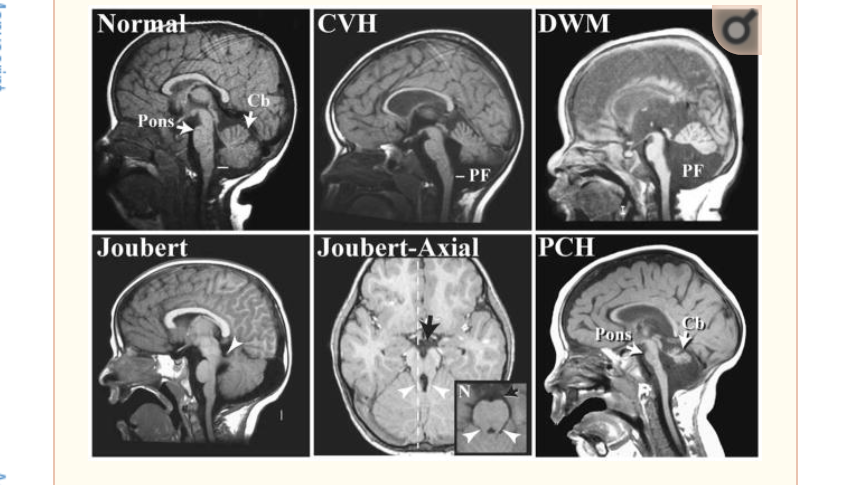 Normal
Cb
Pons
CVH
– PF
DWM
PF
Joubert
Joubert-Axial
N
PCH
Pons
Cb